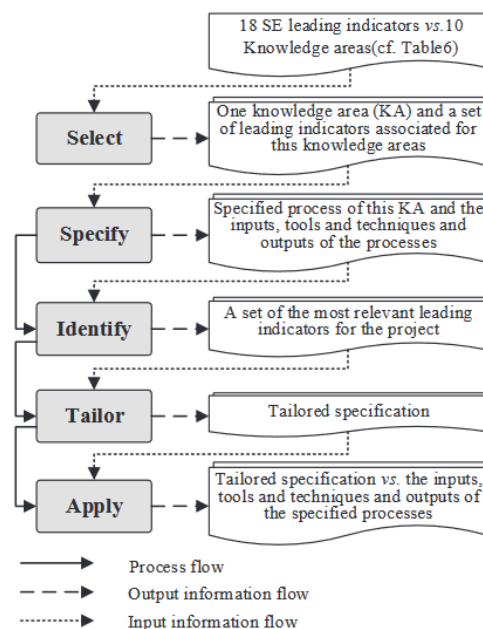 18 SE leading indicators vs.10
Knowledge areas(cf. Table6)
One knowledge area (KA) and a set
of leading indicators associated for
this knowledge areas
Select
Specified process of this KA and the
inputs, tools and techniques and
outputs of the processes
Specify
A set of the most relevant leading
indicators for the project
Identify
Tailored specification
Tailor
Tailored specification vs. the inputs,
tools and techniques and outputs of
the specified processes
Apply
Process flow
Output information flow
Input information flow